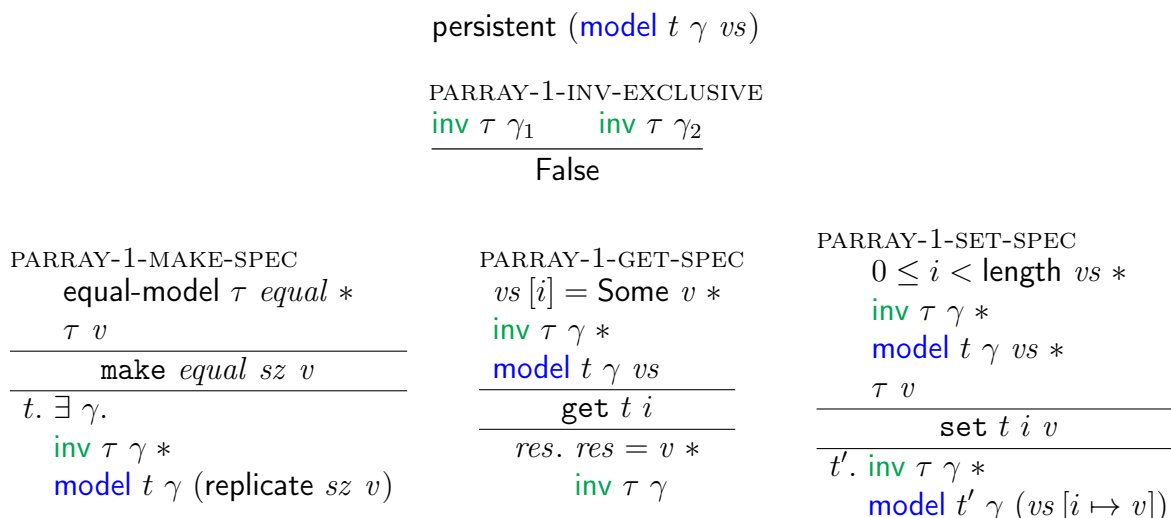 persistent (model t γ vs)
PARRAY-1-INV-EXCLUSIVE
inv τ γ₁ inv τ γ₂
False
PARRAY-1-MAKE-SPEC
equal-model τ equal *
τ v
make equal sz v
t. ∃ γ.
inv τ γ *
model t γ (replicate sz v)
PARRAY-1-GET-SPEC
vs [i] = Some v *
inv τ γ *
model t γ vs
get t i
res. res = v *
inv τ γ
PARRAY-1-SET-SPEC
0 ≤ i < length vs *
inv τ γ *
model t γ vs *
τ v
set t i v
t′. inv τ γ *
model t′ γ (vs [i ↦ v])